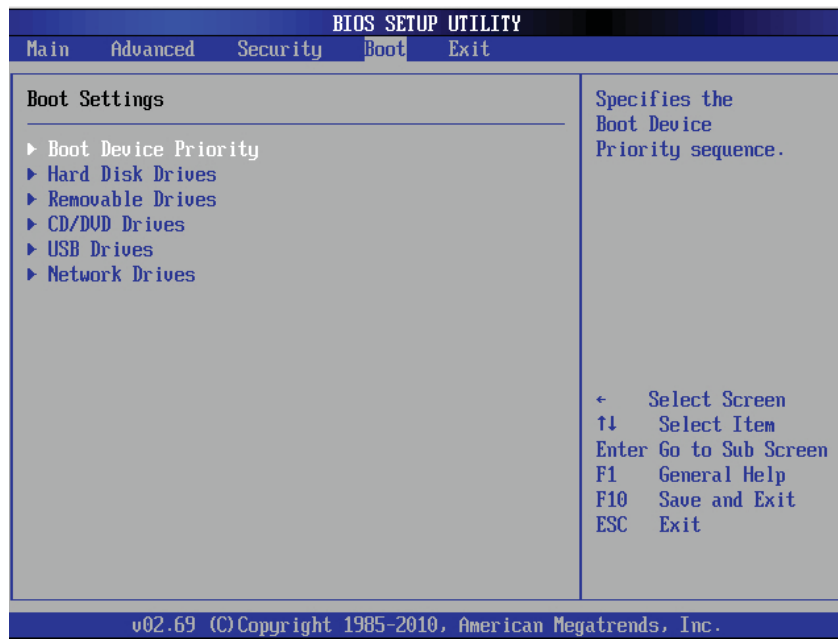 BIOS SETUP UTILITY
Main Advanced Security Boot Exit
Boot Settings
▶ Boot Device Priority
▶ Hard Disk Drives
▶ Removable Drives
▶ CD/DVD Drives
▶ USB Drives
▶ Network Drives
Specifies the
Boot Device
Priority sequence.
← Select Screen
↑↓ Select Item
Enter Go to Sub Screen
F1 General Help
F10 Save and Exit
ESC Exit
v02.69 (C)Copyright 1985-2010, American Megatrends, Inc.